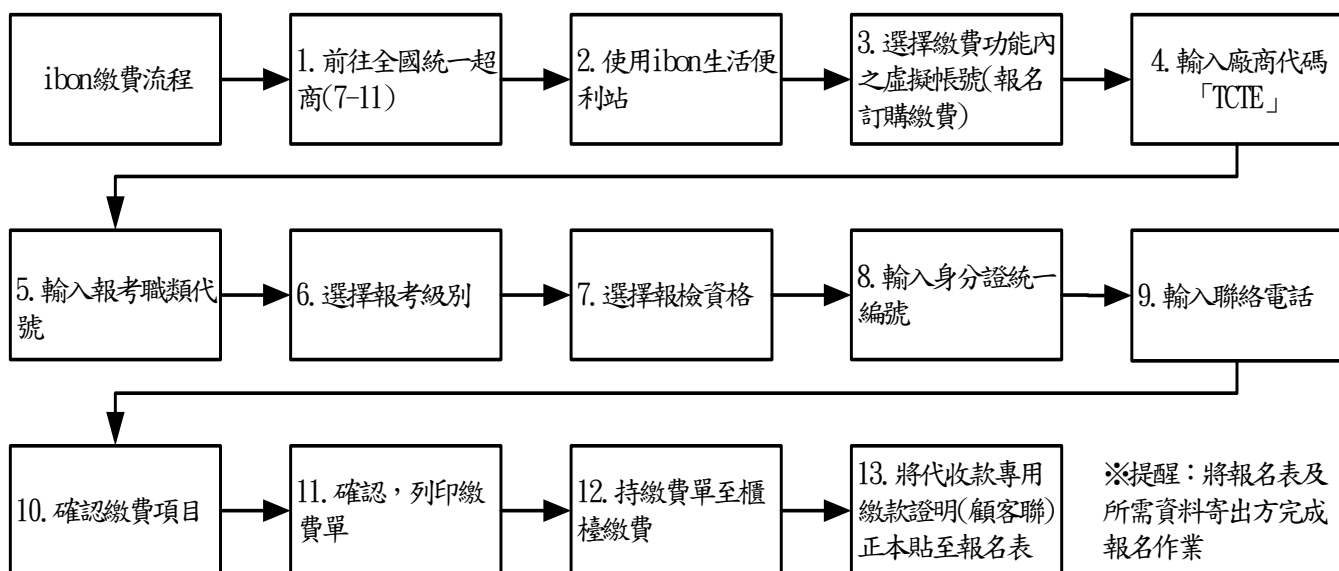 ibon繳費流程
1. 前往全國統一超
商(7-11)
2. 使用ibon生活便
利站
3. 選擇繳費功能內
之虛擬帳號(報名
訂購繳費)
4. 輸入廠商代碼
「TCTE」
5. 輸入報考職類代
號
6. 選擇報考級別
7. 選擇報檢資格
8. 輸入身分證統一
編號
9. 輸入聯絡電話
10. 確認繳費項目
11. 確認，列印繳
費單
12. 持繳費單至櫃
檯繳費
13. 將代收款專用
繳款證明(顧客聯)
正本貼至報名表
※提醒：將報名表及
所需資料寄出方完成
報名作業